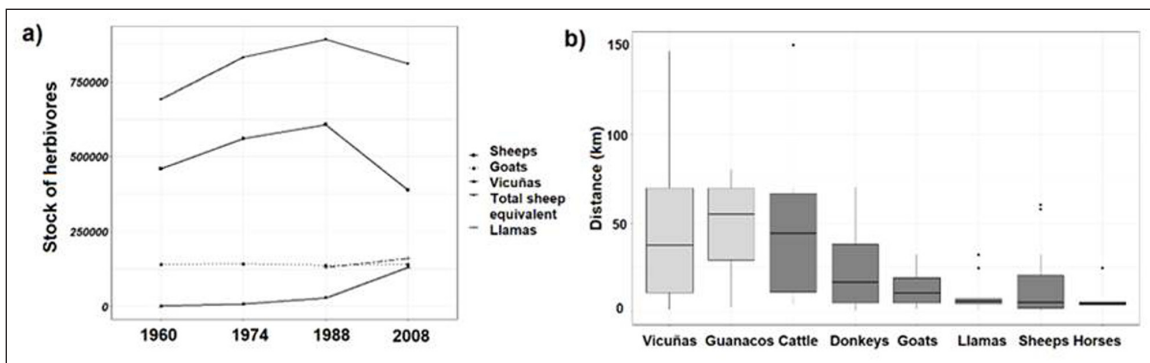 a)
Stock of herbivores
750000
500000
250000
0
1960 1974 1988 2008
Sheeps
Goats
Vicuñas
Total sheep
equivalent
Llamas
b)
Distance (km)
150
100
50
0
Vicuñas Guanacos Cattle Donkeys Goats Llamas Sheeps Horses